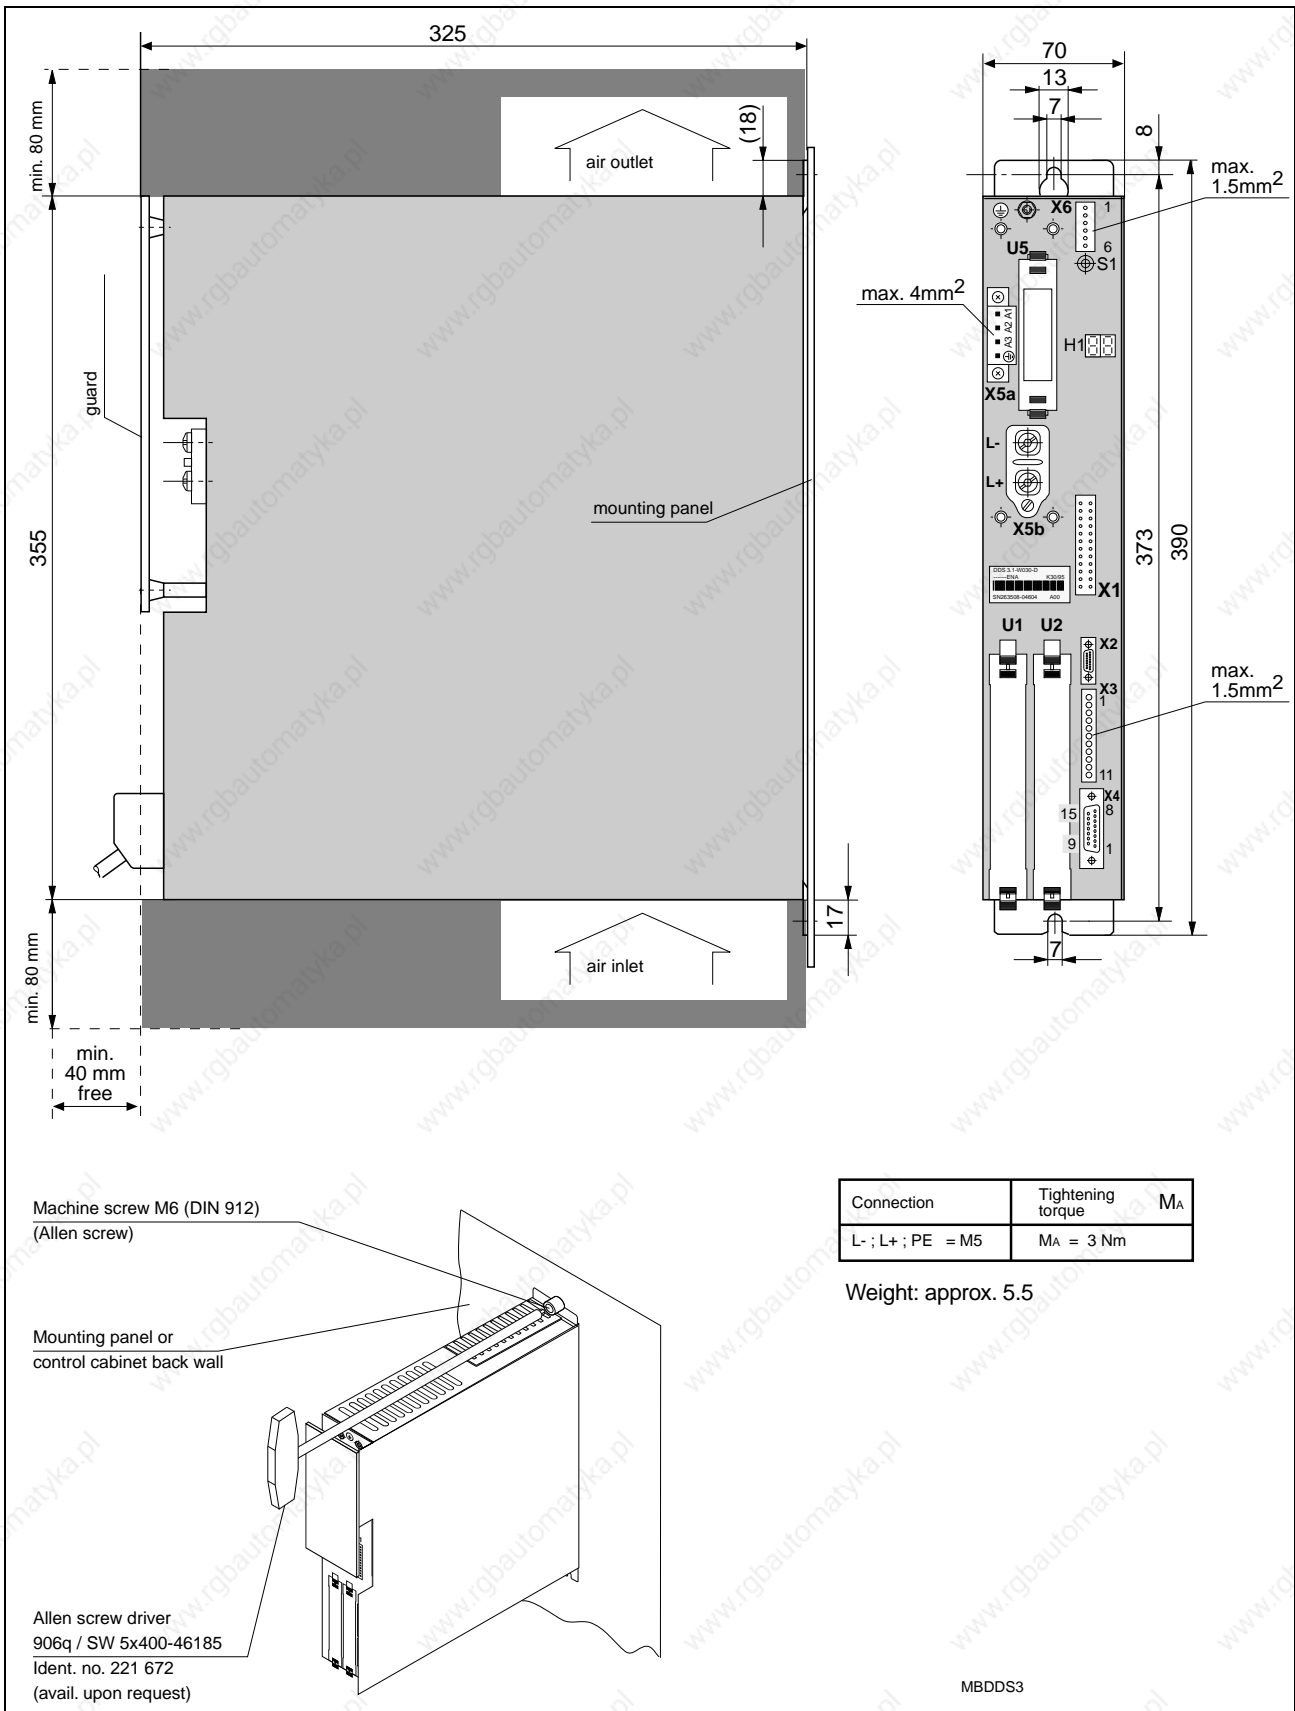 325
min. 80 mm
air outlet
(18)
355
guard
mounting panel
17
air inlet
min. 80 mm
min.
40 mm
free
70
13
7
8
max.
1.5mm2
X6
1
6
U5
S1
max. 4mm2
A3 A2 A1
H1
X5a
L-
L+
X5b
373
390
DDS 3.1-W030-D
-------ENA K30/95
SN263508-04604 A00
X1
U1 U2
X2
X3
1
max.
1.5mm2
11
X4
15
8
9
1
7
Machine screw M6 (DIN 912)
(Allen screw)
Mounting panel or
control cabinet back wall
Allen screw driver
906q / SW 5x400-46185
Ident. no. 221 672
(avail. upon request)
Connection Tightening torque MA
L- ; L+ ; PE = M5 MA = 3 Nm
Weight: approx. 5.5
MBDDS3
www.rgbautomatyka.pl